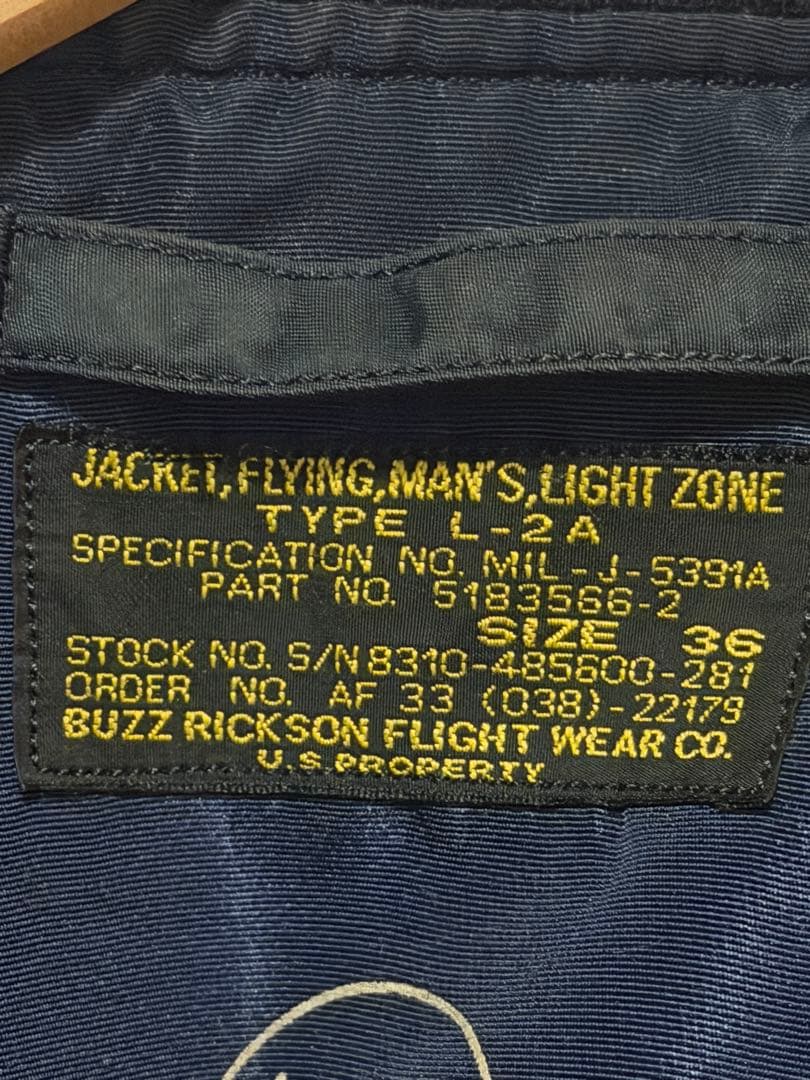 JACKET, FLYING, MAN'S, LIGHT ZONE
TYPE L-2A
SPECIFICATION NO. MIL-J-5391A
PART NO. 5183566-2
SIZE 36
STOCK NO. S/N 8310-485600-281
ORDER NO. AF 33 (038)-22179
BUZZ RICKSON FLIGHT WEAR CO.
U.S PROPERTY